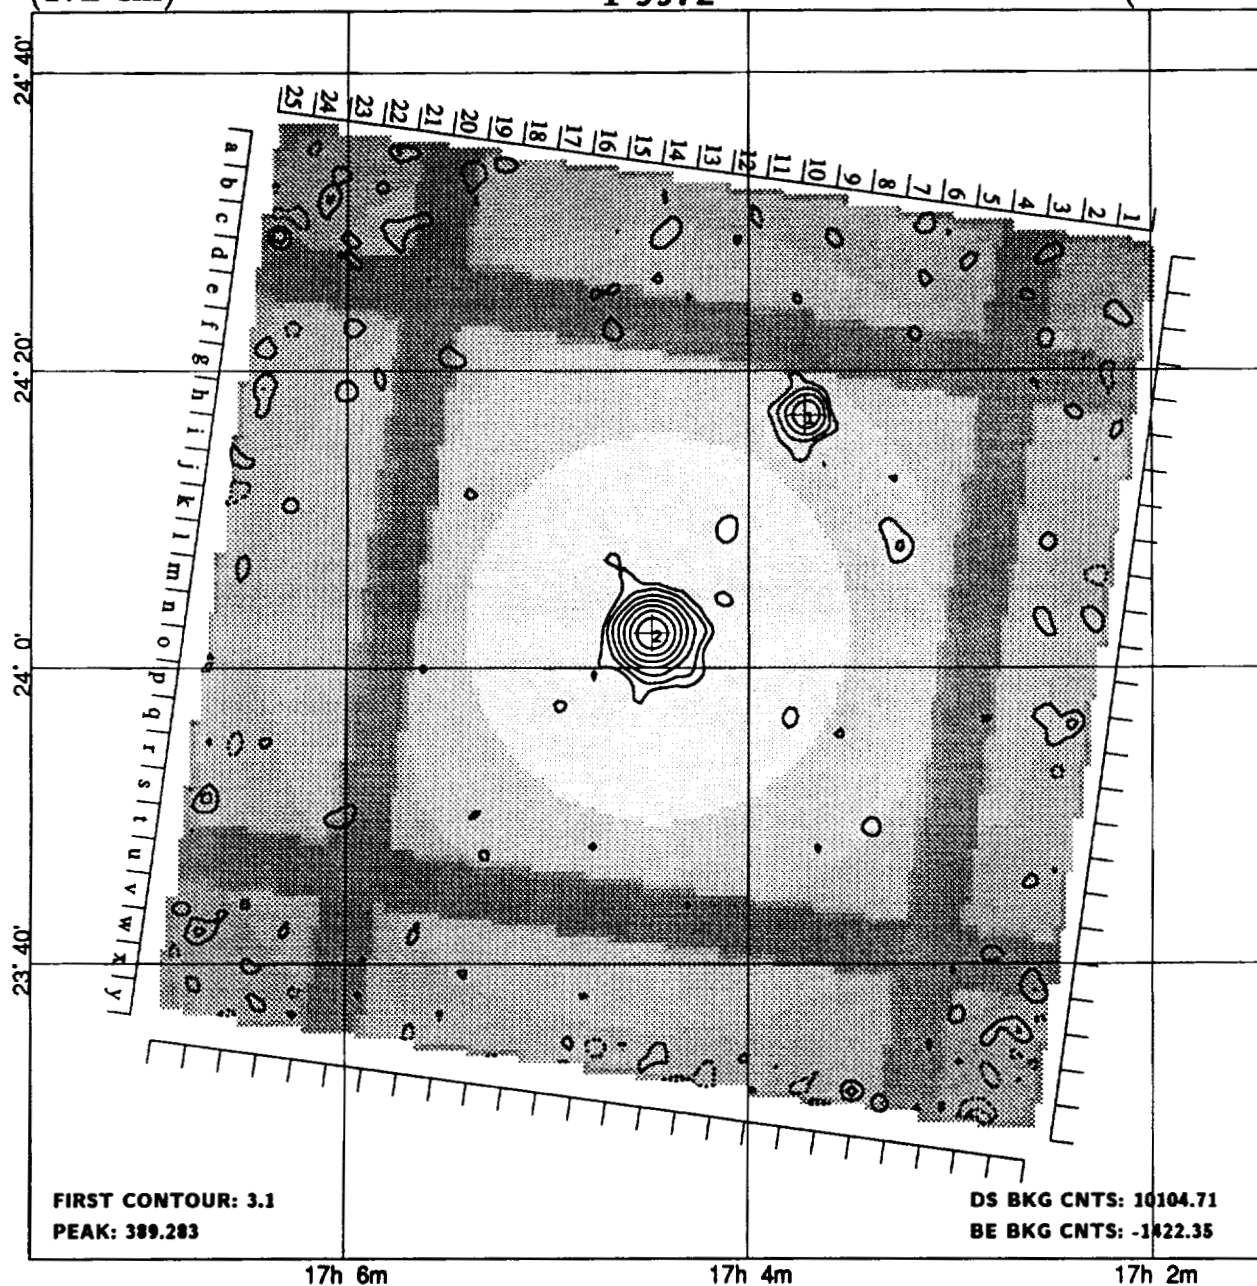 24° 40'
25 24 23 22 21 20 19 18 17 16 15 14 13 12 11 10 9 8 7 6 5 4 3 2 1
a b c d e f g h i j k l m n o p q r s t u v w x y
24° 20'
1
2
24° 0'
23° 40'
FIRST CONTOUR: 3.1
PEAK: 389.283
DS BKG CNTS: 10104.71
BE BKG CNTS: -1422.35
17h 6m
17h 4m
17h 2m